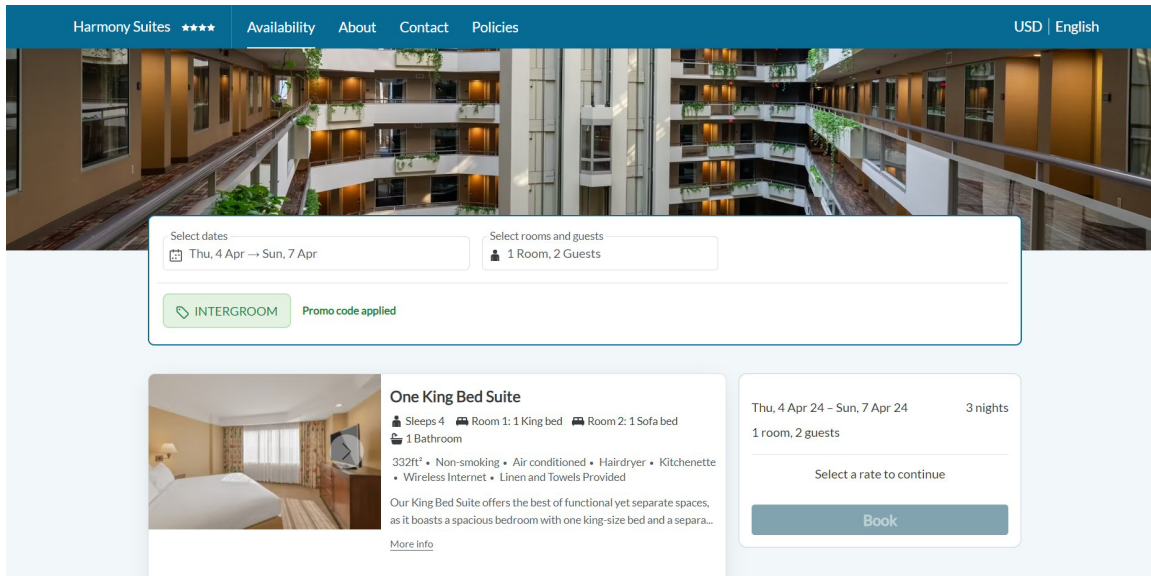 Harmony Suites ★★★★ Availability About Contact Policies USD | English
Select dates
Thu, 4 Apr → Sun, 7 Apr
Select rooms and guests
1 Room, 2 Guests
INTERGROOM Promo code applied
One King Bed Suite
Sleeps 4 Room 1: 1 King bed Room 2: 1 Sofa bed
1 Bathroom
332ft² • Non-smoking • Air conditioned • Hairdryer • Kitchenette
• Wireless Internet • Linen and Towels Provided
Our King Bed Suite offers the best of functional yet separate spaces,
as it boasts a spacious bedroom with one king-size bed and a separa...
More info
Thu, 4 Apr 24 – Sun, 7 Apr 24 3 nights
1 room, 2 guests
Select a rate to continue
Book